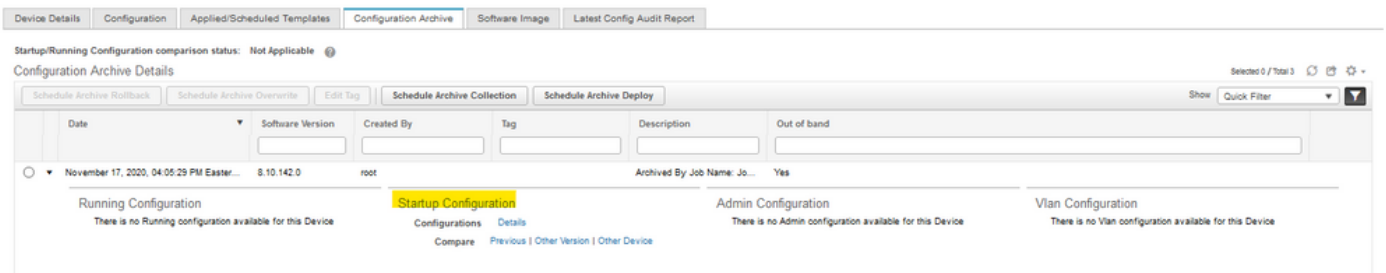 Device Details Configuration Applied/Scheduled Templates Configuration Archive Software Image Latest Config Audit Report
Startup/Running Configuration comparison status: Not Applicable
Configuration Archive Details Selected 0 / Total 3
Schedule Archive Rollback Schedule Archive Overwrite Edit Tag Schedule Archive Collection Schedule Archive Deploy Show Quick Filter
Date Software Version Created By Tag Description Out of band
November 17, 2020, 04:05:29 PM Easter... 8.10.142.0 root Archived By Job Name: Jo... Yes
Running Configuration Startup Configuration Admin Configuration Vlan Configuration
There is no Running configuration available for this Device Configurations Details There is no Admin configuration available for this Device There is no Vlan configuration available for this Device
Compare Previous | Other Version | Other Device